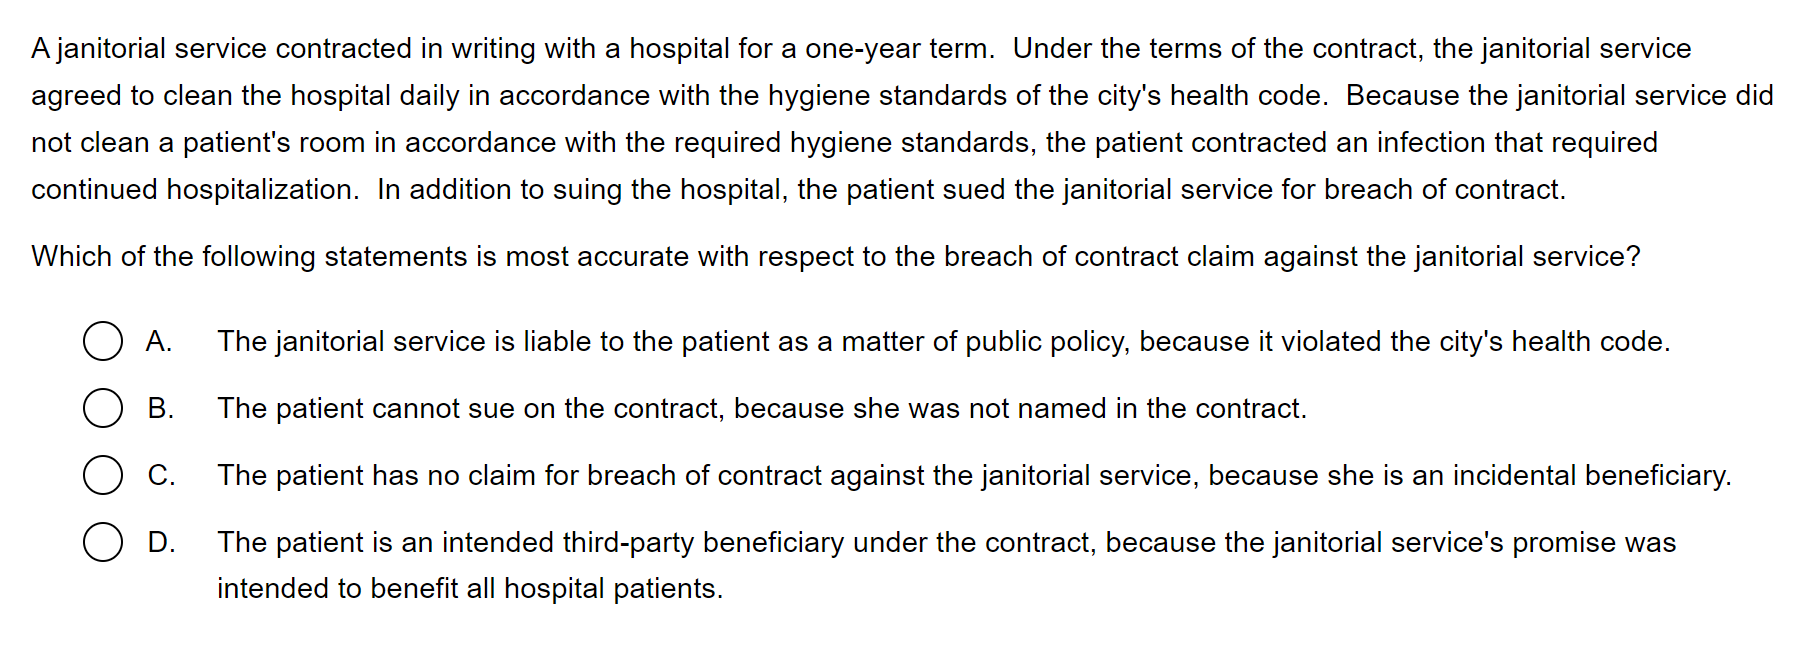 A janitorial service contracted in writing with a hospital for a one-year term.  Under the terms of the contract, the janitorial service
agreed to clean the hospital daily in accordance with the hygiene standards of the city's health code.  Because the janitorial service did
not clean a patient's room in accordance with the required hygiene standards, the patient contracted an infection that required
continued hospitalization.  In addition to suing the hospital, the patient sued the janitorial service for breach of contract.
Which of the following statements is most accurate with respect to the breach of contract claim against the janitorial service?
A. The janitorial service is liable to the patient as a matter of public policy, because it violated the city's health code.
B. The patient cannot sue on the contract, because she was not named in the contract.
C. The patient has no claim for breach of contract against the janitorial service, because she is an incidental beneficiary.
D. The patient is an intended third-party beneficiary under the contract, because the janitorial service's promise was
intended to benefit all hospital patients.